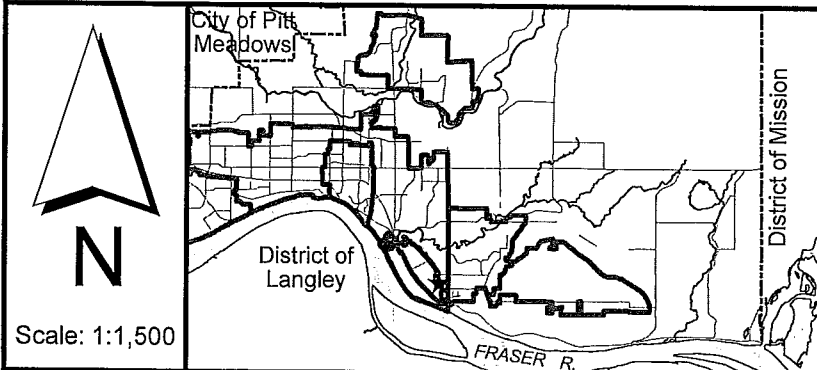 N
Scale: 1:1,500
City of Pitt
Meadows
District of
Langley
FRASER R.
District of Mission